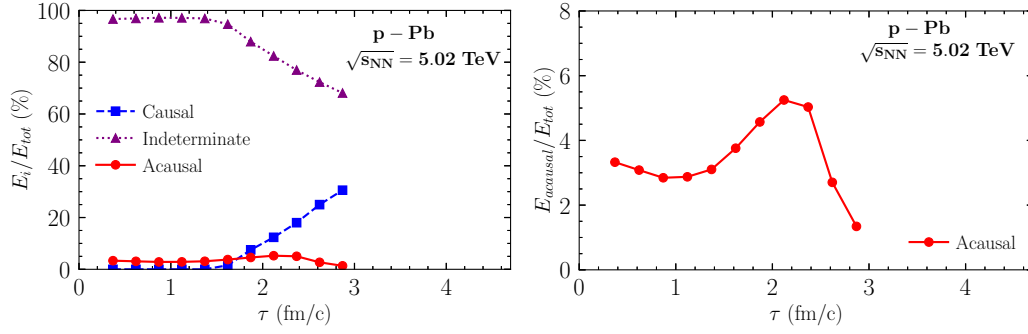 p − Pb
√s_NN = 5.02 TeV
E_i/E_tot (%)
100
80
60
40
20
0
Causal
Indeterminate
Acausal
0 1 2 3 4
τ (fm/c)
p − Pb
√s_NN = 5.02 TeV
E_acausal/E_tot (%)
8
6
4
2
0
Acausal
0 1 2 3 4
τ (fm/c)